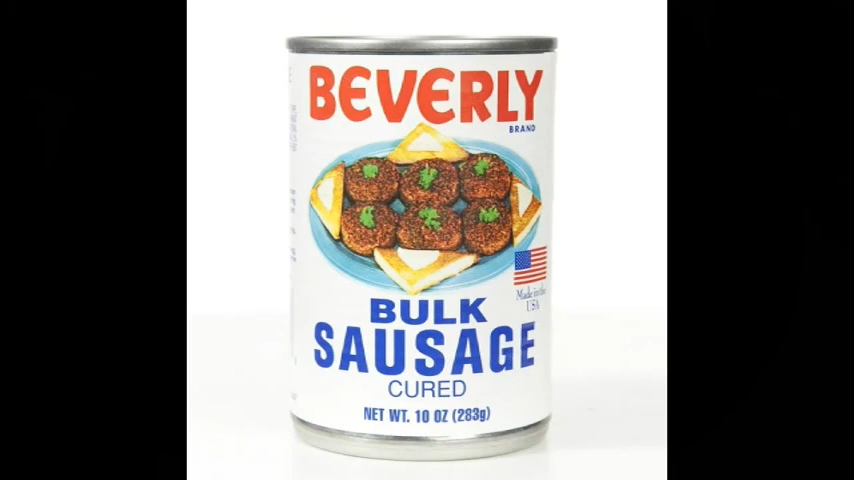 BEVERLY
BRAND
Made in the
USA
BULK
SAUSAGE
CURED
NET WT. 10 OZ (283g)